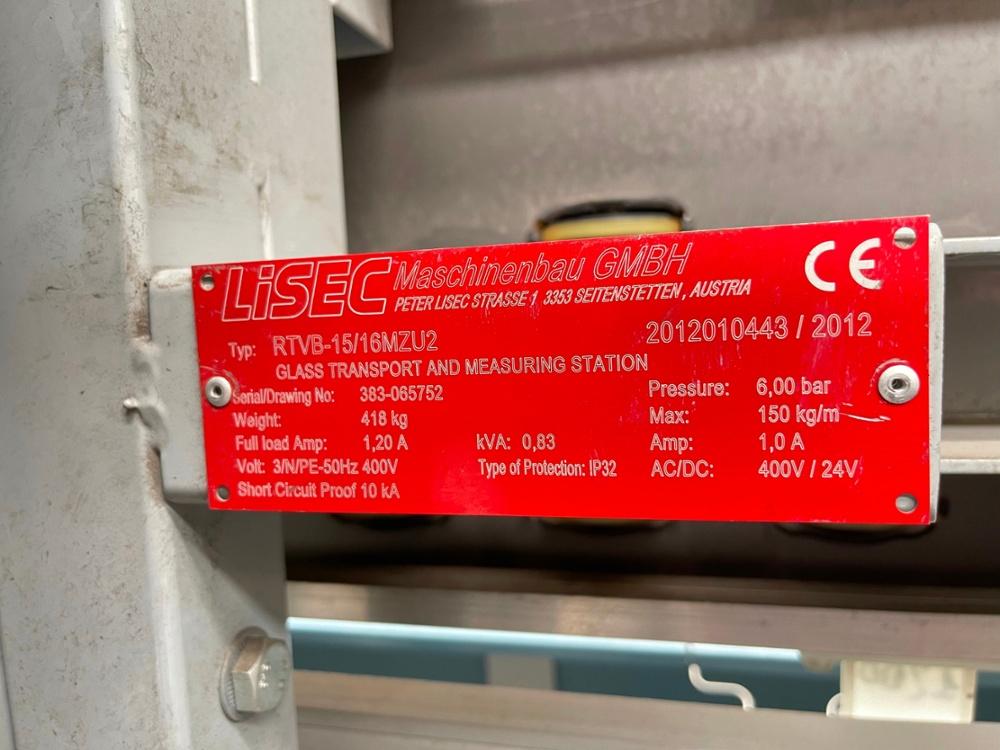 LiSEC Maschinenbau GMBH
PETER LISEC STRASSE 1, 3353 SEITENSTETTEN, AUSTRIA
CE
Typ: RTVB-15/16MZU2 2012010443 / 2012
GLASS TRANSPORT AND MEASURING STATION
Serial/Drawing No: 383-065752 Pressure: 6,00 bar
Weight: 418 kg Max: 150 kg/m
Full load Amp: 1,20 A kVA: 0,83 Amp: 1,0 A
Volt: 3/N/PE-50Hz 400V Type of Protection: IP32 AC/DC: 400V / 24V
Short Circuit Proof 10 kA